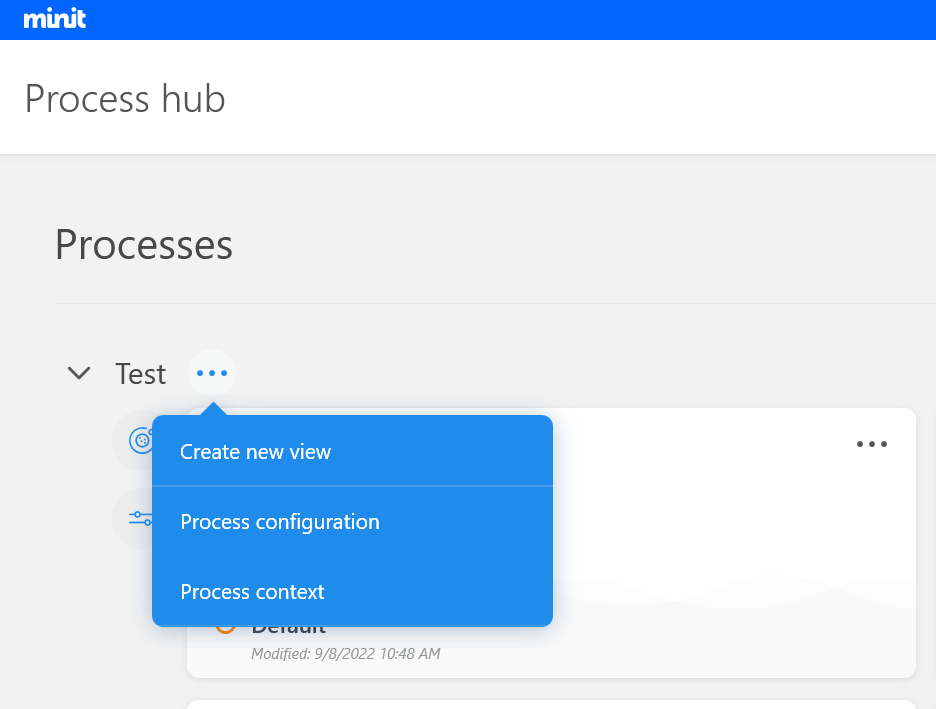 minit
Process hub
Processes
Test
Create new view
Process configuration
Process context
Default
Modified: 9/8/2022 10:48 AM